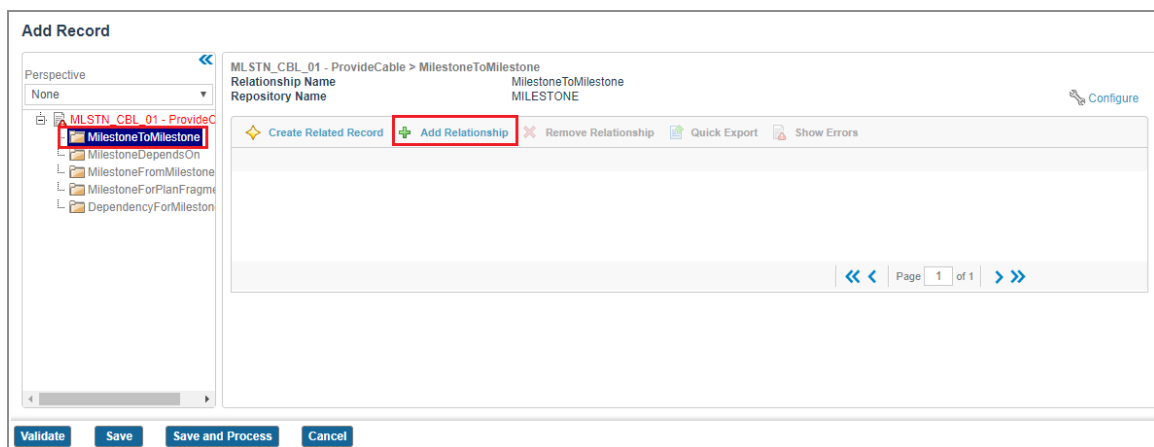 Add Record
Perspective
None
MLSTN_CBL_01 - ProvideC
MilestoneToMilestone
MilestoneDependsOn
MilestoneFromMilestone
MilestoneForPlanFragme
DependencyForMileston
MLSTN_CBL_01 - ProvideCable > MilestoneToMilestone
Relationship Name MilestoneToMilestone
Repository Name MILESTONE
Configure
Create Related Record Add Relationship Remove Relationship Quick Export Show Errors
Page 1 of 1
Validate Save Save and Process Cancel